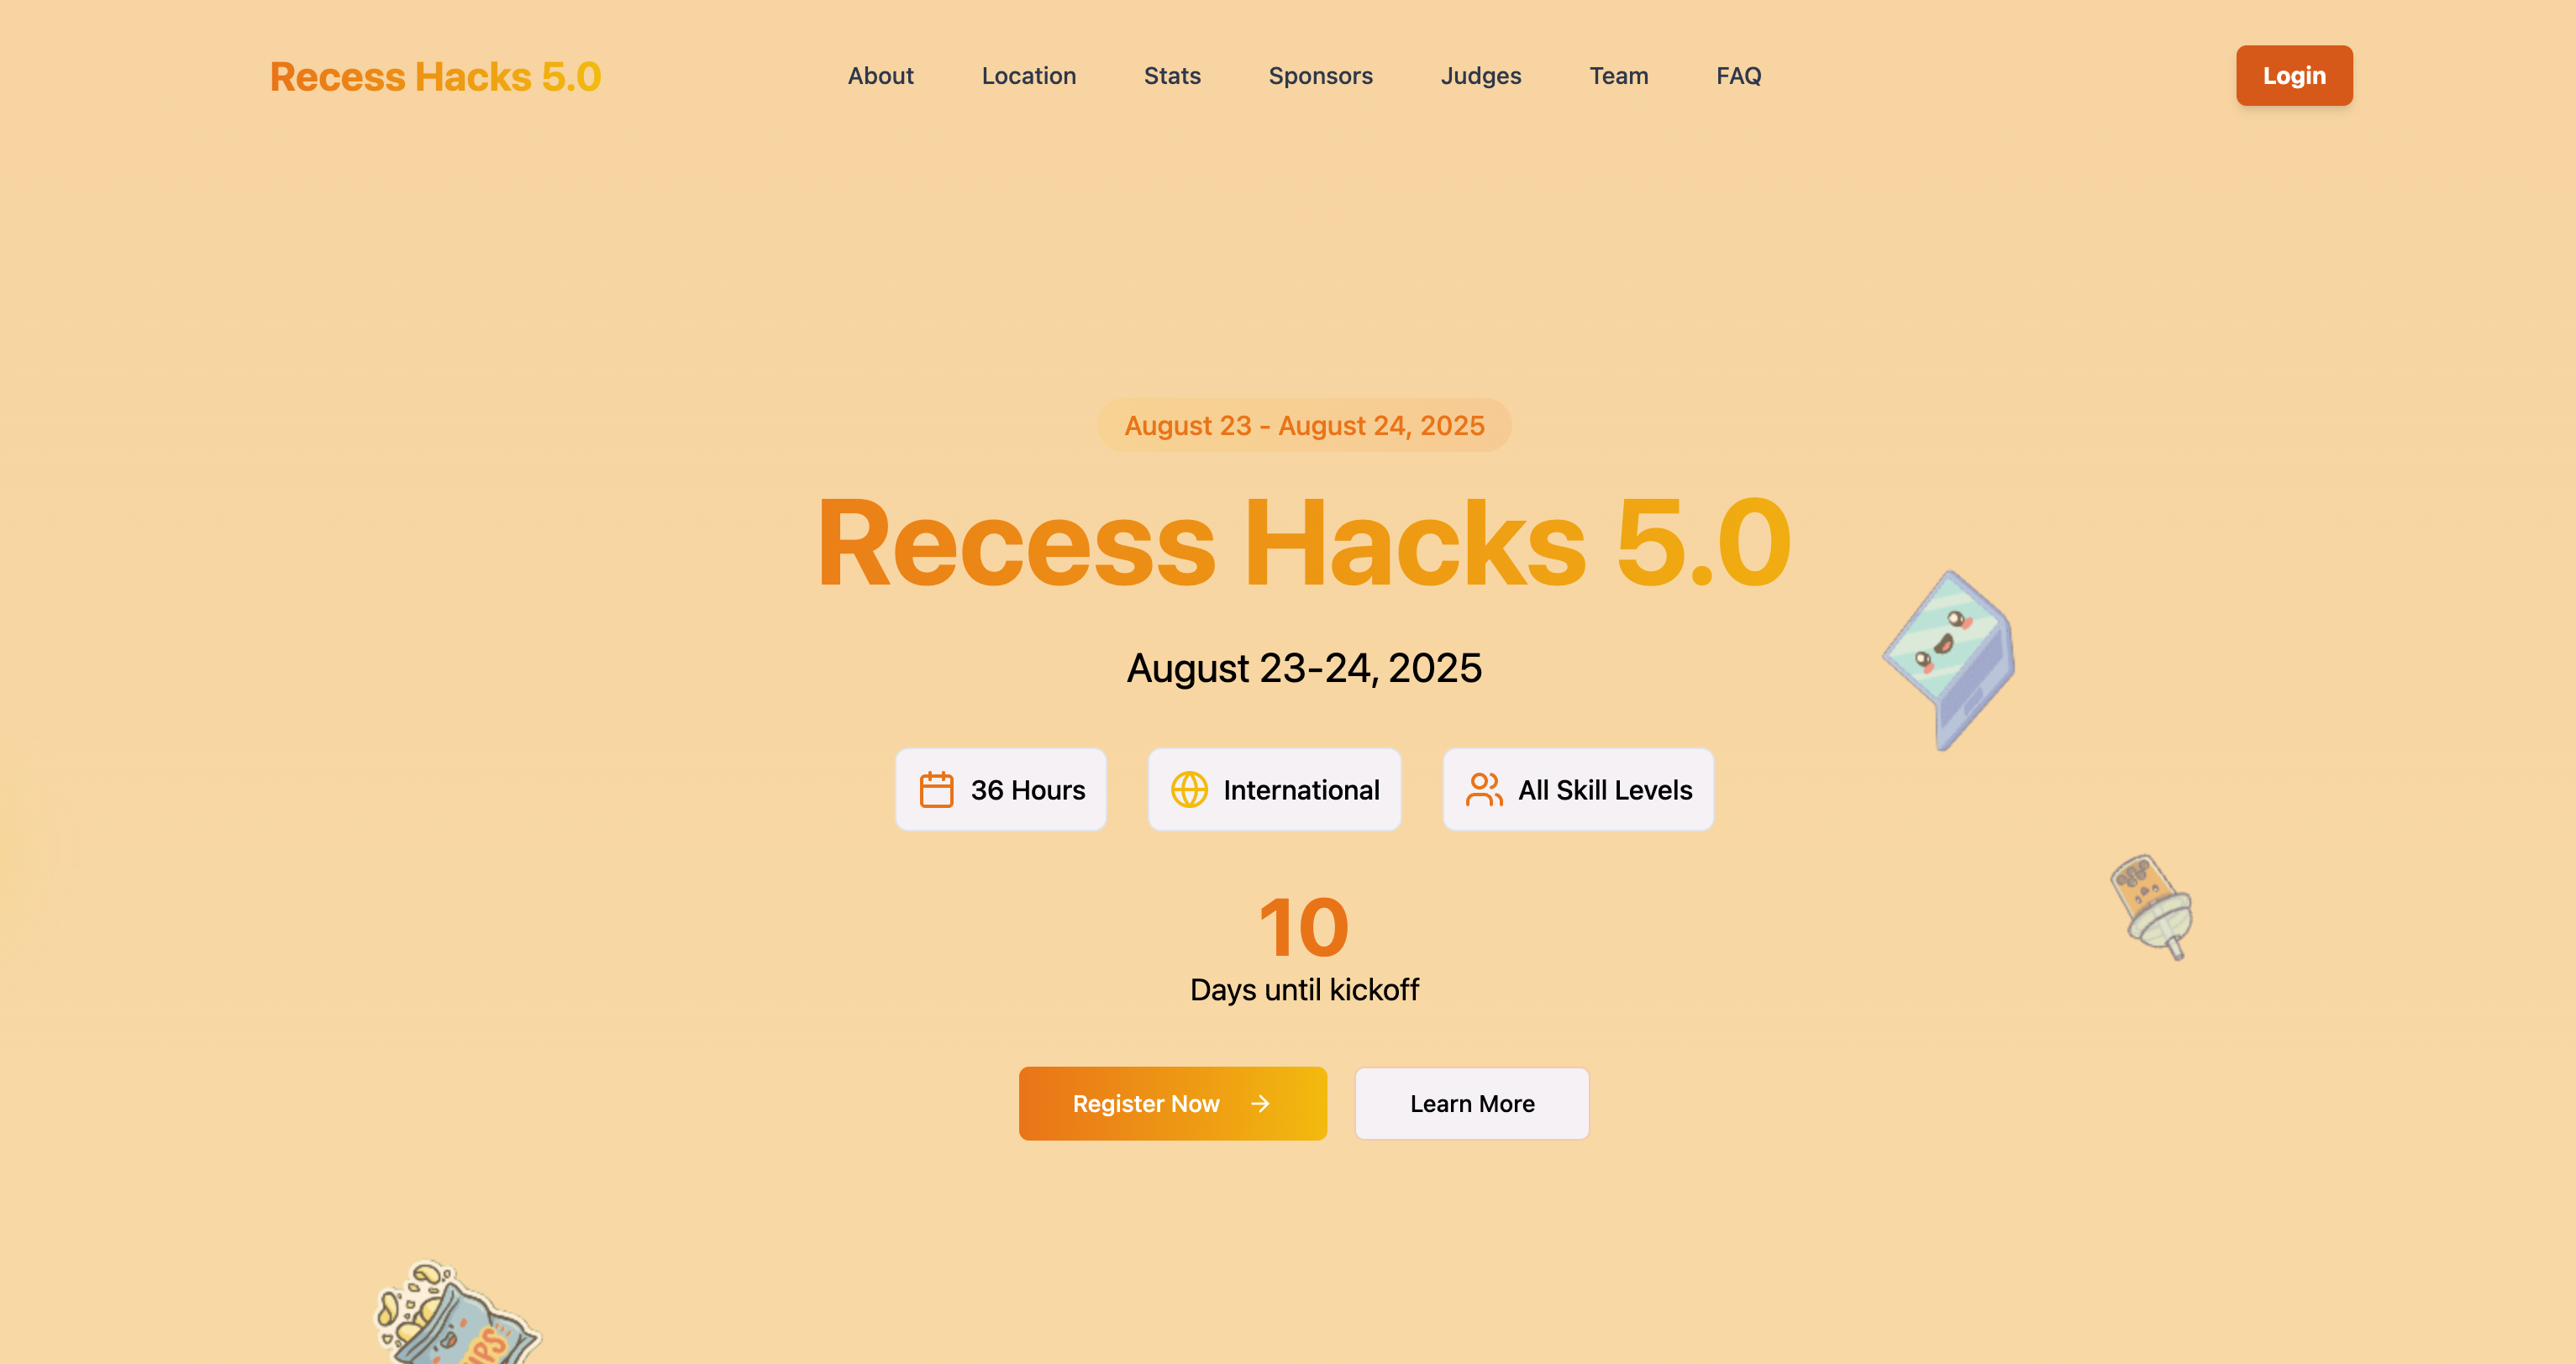 Recess Hacks 5.0
About
Location
Stats
Sponsors
Judges
Team
FAQ
Login
August 23 - August 24, 2025
Recess Hacks 5.0
August 23-24, 2025
36 Hours
International
All Skill Levels
10
Days until kickoff
Register Now
Learn More